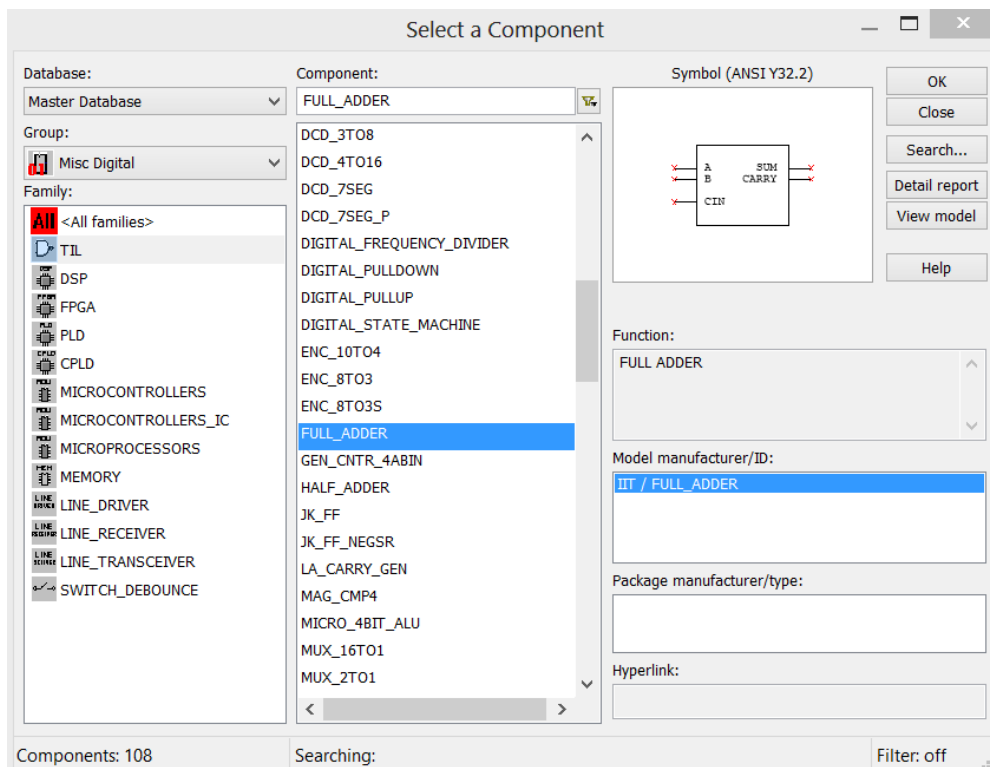 Select a Component
Database:
Master Database
Group:
Misc Digital
Family:
All <All families>
TIL
DSP
FPGA
PLD
CPLD
MICROCONTROLLERS
MICROCONTROLLERS_IC
MICROPROCESSORS
MEMORY
LINE_DRIVER
LINE_RECEIVER
LINE_TRANSCEIVER
SWITCH_DEBOUNCE
Component:
FULL_ADDER
DCD_3TO8
DCD_4TO16
DCD_7SEG
DCD_7SEG_P
DIGITAL_FREQUENCY_DIVIDER
DIGITAL_PULLDOWN
DIGITAL_PULLUP
DIGITAL_STATE_MACHINE
ENC_10TO4
ENC_8TO3
ENC_8TO3S
FULL_ADDER
GEN_CNTR_4ABIN
HALF_ADDER
JK_FF
JK_FF_NEGSR
LA_CARRY_GEN
MAG_CMP4
MICRO_4BIT_ALU
MUX_16TO1
MUX_2TO1
Symbol (ANSI Y32.2)
A SUM
B CARRY
CIN
OK
Close
Search...
Detail report
View model
Help
Function:
FULL ADDER
Model manufacturer/ID:
IIT / FULL_ADDER
Package manufacturer/type:
Hyperlink:
Components: 108
Searching:
Filter: off